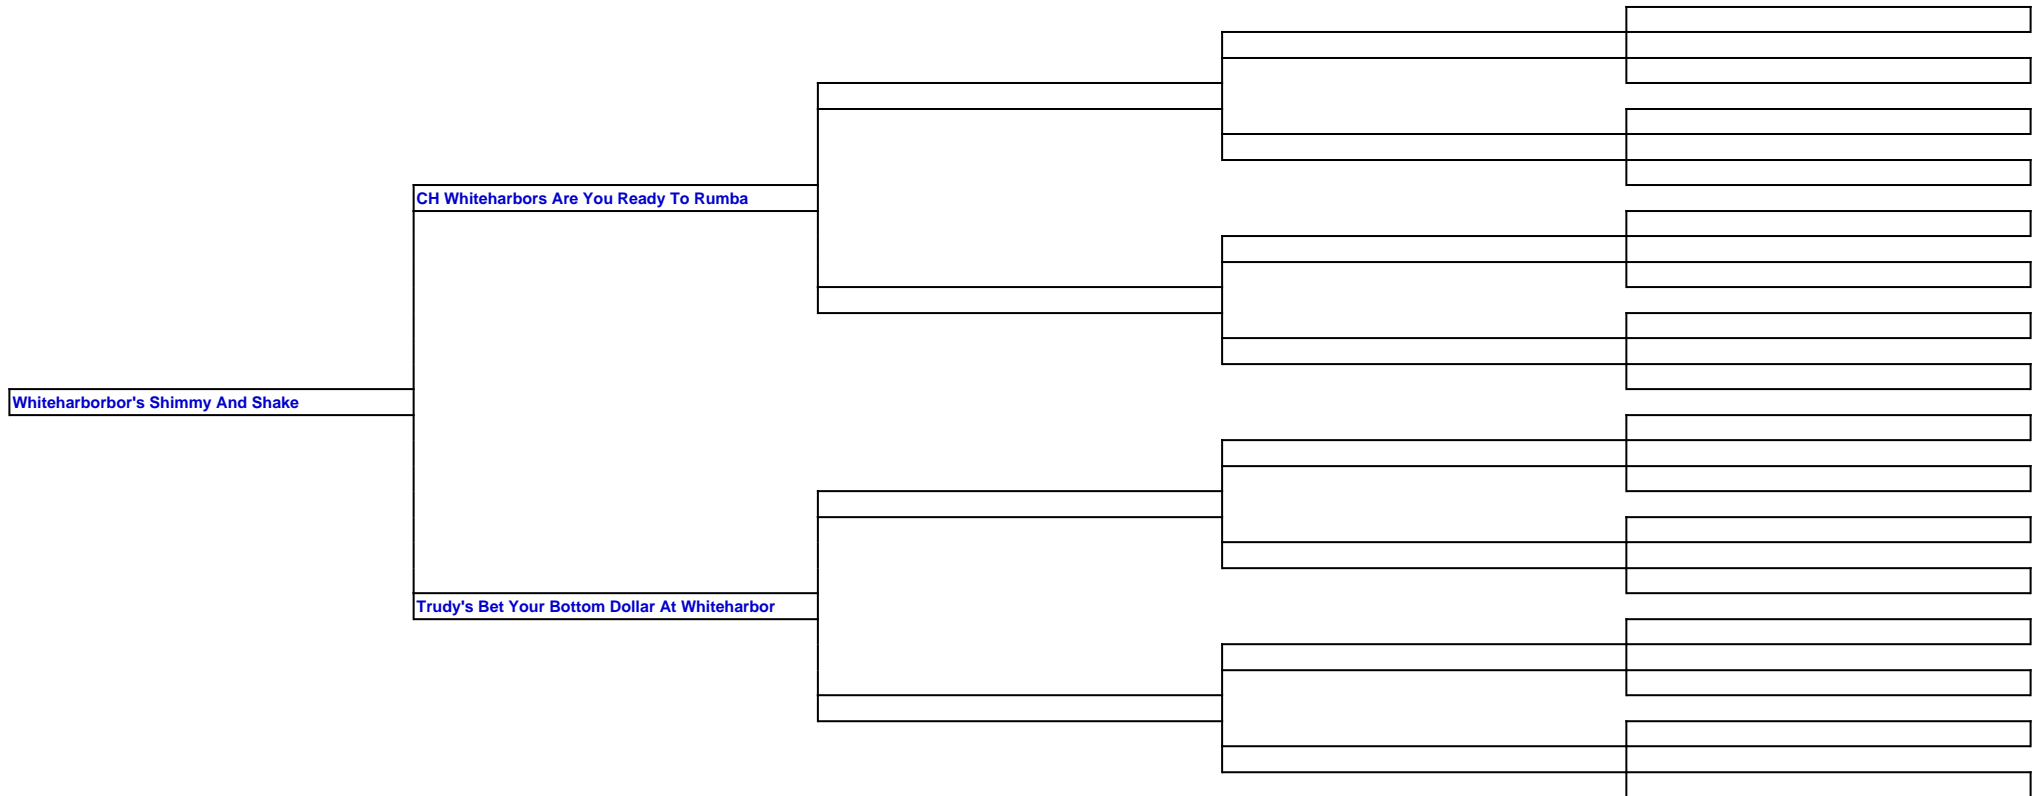 CH Whiteharbors Are You Ready To Rumba
Whiteharborbor's Shimmy And Shake
Trudy's Bet Your Bottom Dollar At Whiteharbor